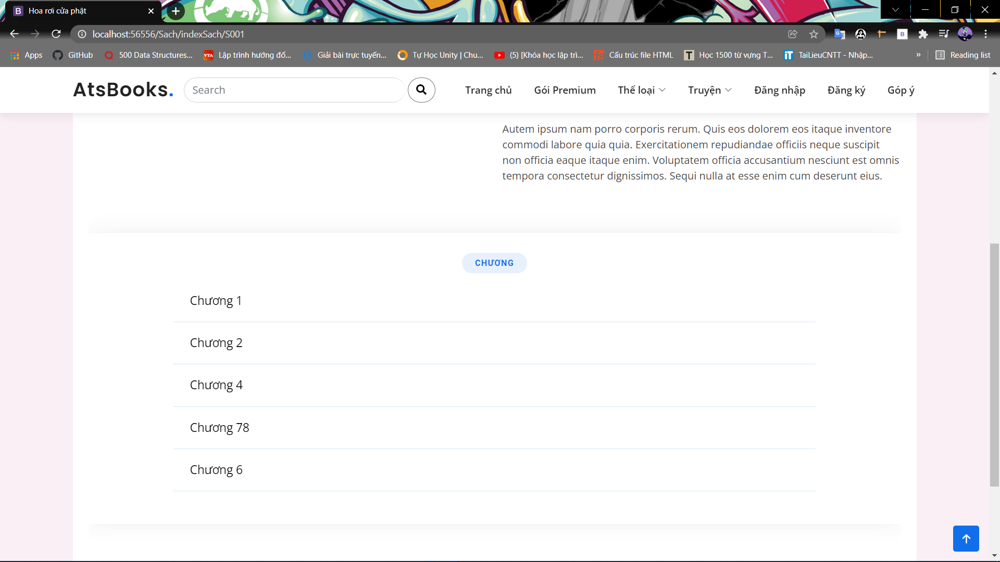 Hoa rơi cửa phật
localhost:56556/Sach/indexSach/S001
Apps GitHub 500 Data Structures... Lập trình hướng đố... Giải bài trực tuyến... Tự Học Unity | Chu... (5) [Khóa học lập trì... Cấu trúc file HTML Học 1500 từ vựng T... TaiLieuCNTT - Nhập... » Reading list
AtsBooks. Search Trang chủ Gói Premium Thể loại Truyện Đăng nhập Đăng ký Góp ý
Autem ipsum nam porro corporis rerum. Quis eos dolorem eos itaque inventore
commodi labore quia quia. Exercitationem repudiandae officiis neque suscipit
non officia eaque itaque enim. Voluptatem officia accusantium nesciunt est omnis
tempora consectetur dignissimos. Sequi nulla at esse enim cum deserunt eius.
CHƯƠNG
Chương 1
Chương 2
Chương 4
Chương 78
Chương 6